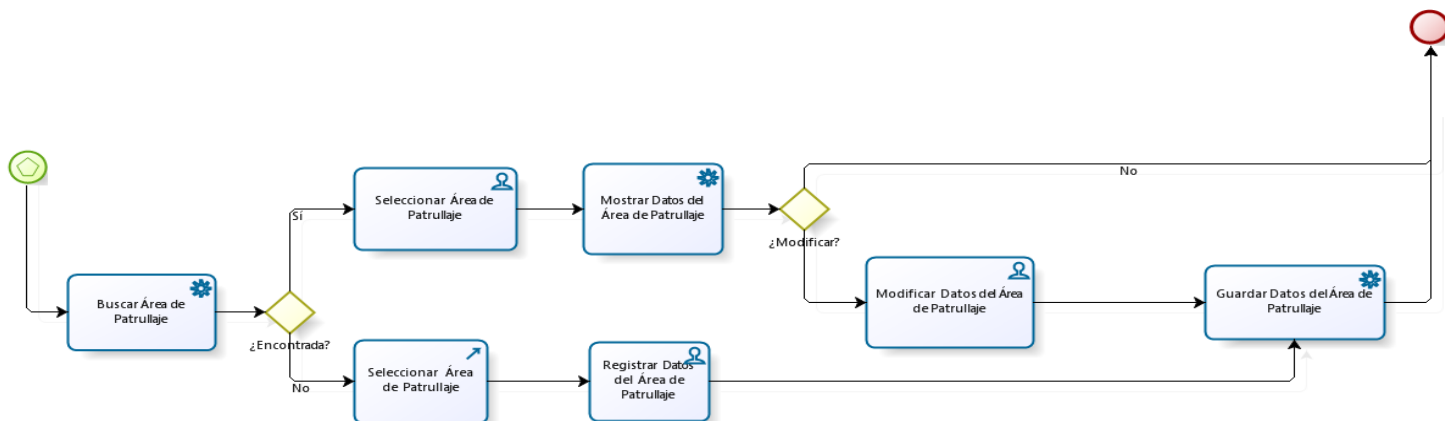 Buscar Área de
Patrullaje
¿Encontrada?
Sí
Seleccionar Área de
Patrullaje
Mostrar Datos del
Área de Patrullaje
¿Modificar?
No
Modificar Datos del Área
de Patrullaje
Guardar Datos del Área de
Patrullaje
No
Seleccionar Área
de Patrullaje
Registrar Datos
del Área de
Patrullaje